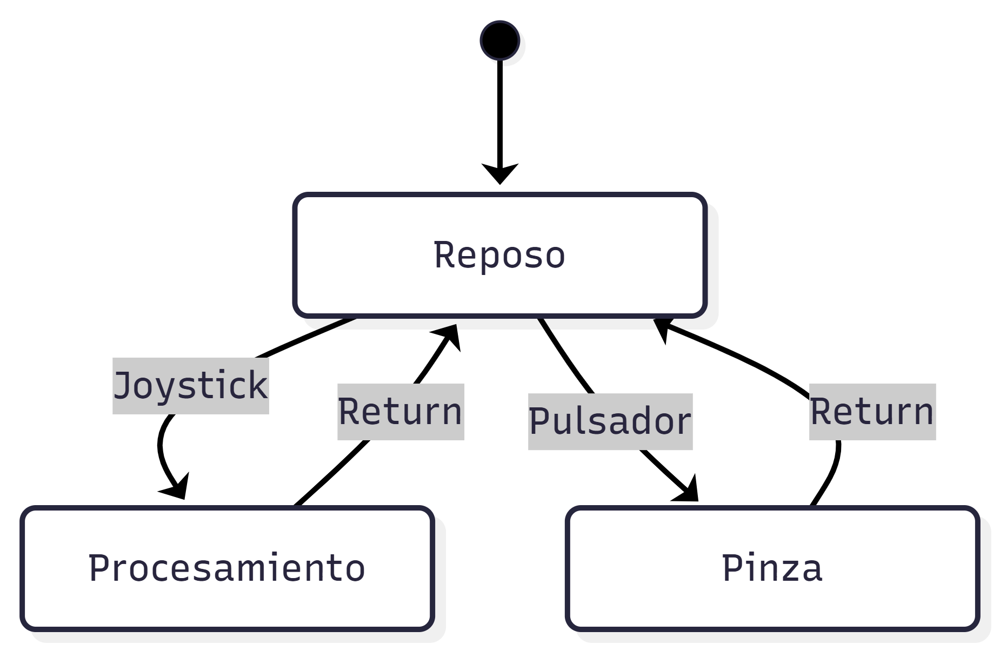 Reposo
Joystick
Return
Pulsador
Return
Procesamiento
Pinza